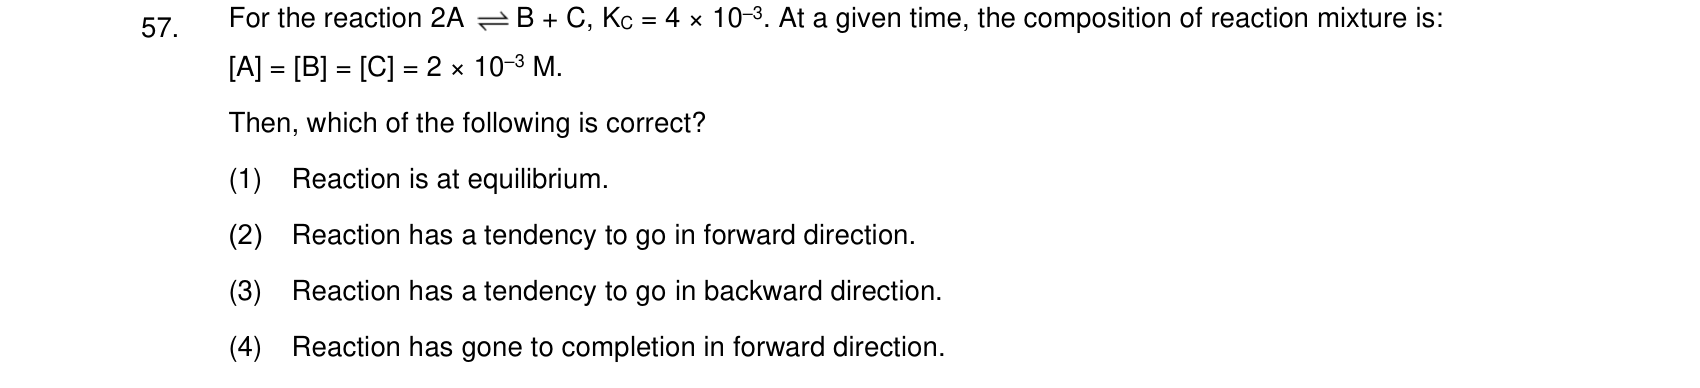 57. For the reaction 2A ⇌ B + C, KC = 4 × 10–3. At a given time, the composition of reaction mixture is:
[A] = [B] = [C] = 2 × 10–3 M.
Then, which of the following is correct?
(1) Reaction is at equilibrium.
(2) Reaction has a tendency to go in forward direction.
(3) Reaction has a tendency to go in backward direction.
(4) Reaction has gone to completion in forward direction.